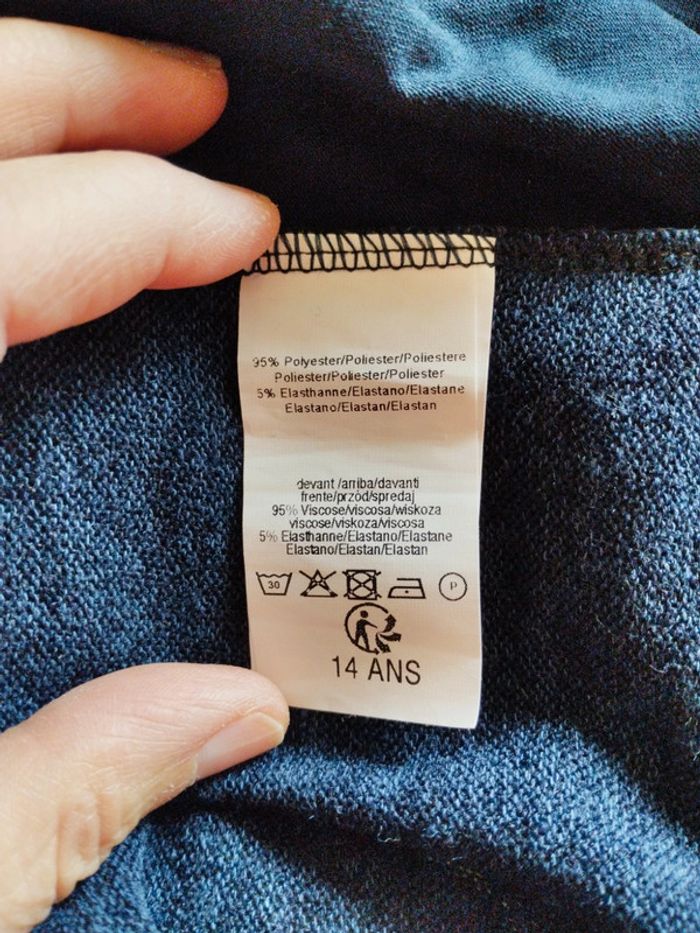 95% Polyester/Poliester/Poliestere
Poliester/Poliester/Poliester
5% Elasthanne/Elastano/Elastane
Elastano/Elastan/Elastan
devant /arriba/davanti
frente/przòd/spredaj
95% Viscose/viscosa/wiskoza
viscose/viskoza/viscosa
5% Elasthanne/Elastano/Elastane
Elastano/Elastan/Elastan
30 P
14 ANS